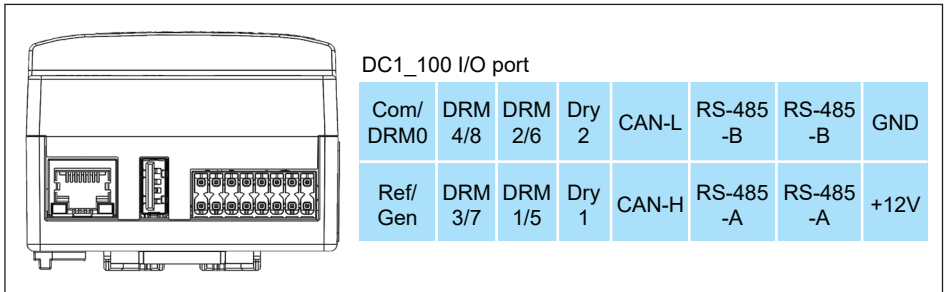 DC1_100 I/O port
Com/ DRM DRM Dry CAN-L RS-485 RS-485 GND
DRM0 4/8 2/6 2 -B -B
Ref/ DRM DRM Dry CAN-H RS-485 RS-485 +12V
Gen 3/7 1/5 1 -A -A